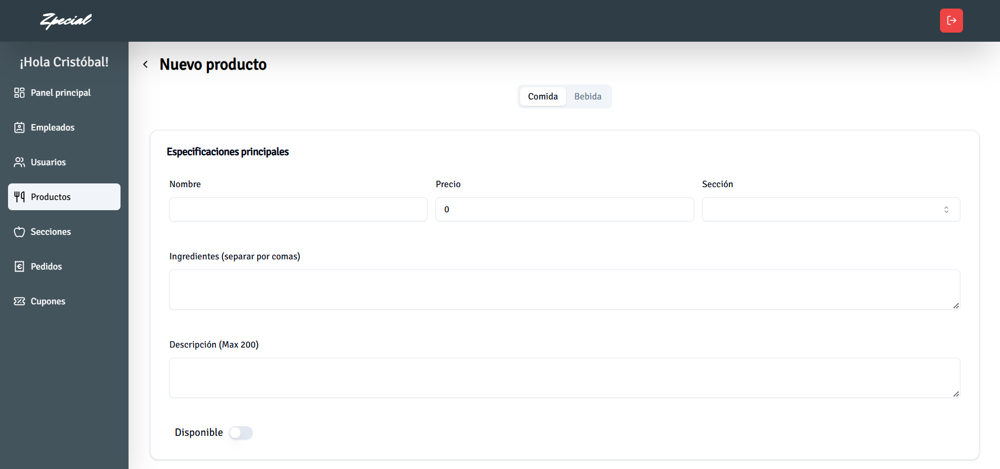 Zpecial
¡Hola Cristóbal!
Panel principal
Empleados
Usuarios
Productos
Secciones
Pedidos
Cupones
Nuevo producto
Comida Bebida
Especificaciones principales
Nombre Precio Sección
0
Ingredientes (separar por comas)
Descripción (Max 200)
Disponible